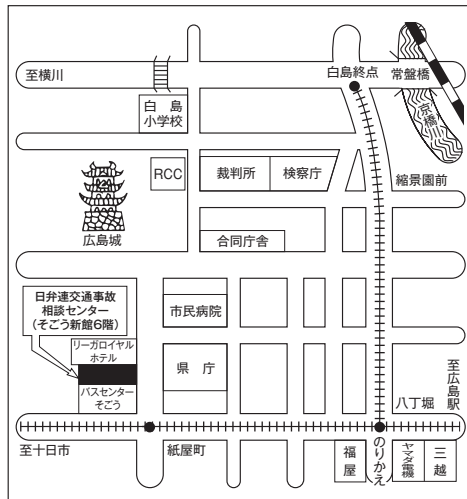 至横川
白島終点
常盤橋
京橋
白島
小学校
RCC
裁判所
検察庁
縮景園前
広島城
合同庁舎
日弁連交通事故
相談センター
(そごう新館6階)
市民病院
リーガロイヤル
ホテル
県庁
バスセンター
そごう
至広島駅
八丁堀
至十日市
紙屋町
福屋
のりかえ
ヤマダ電機
三越